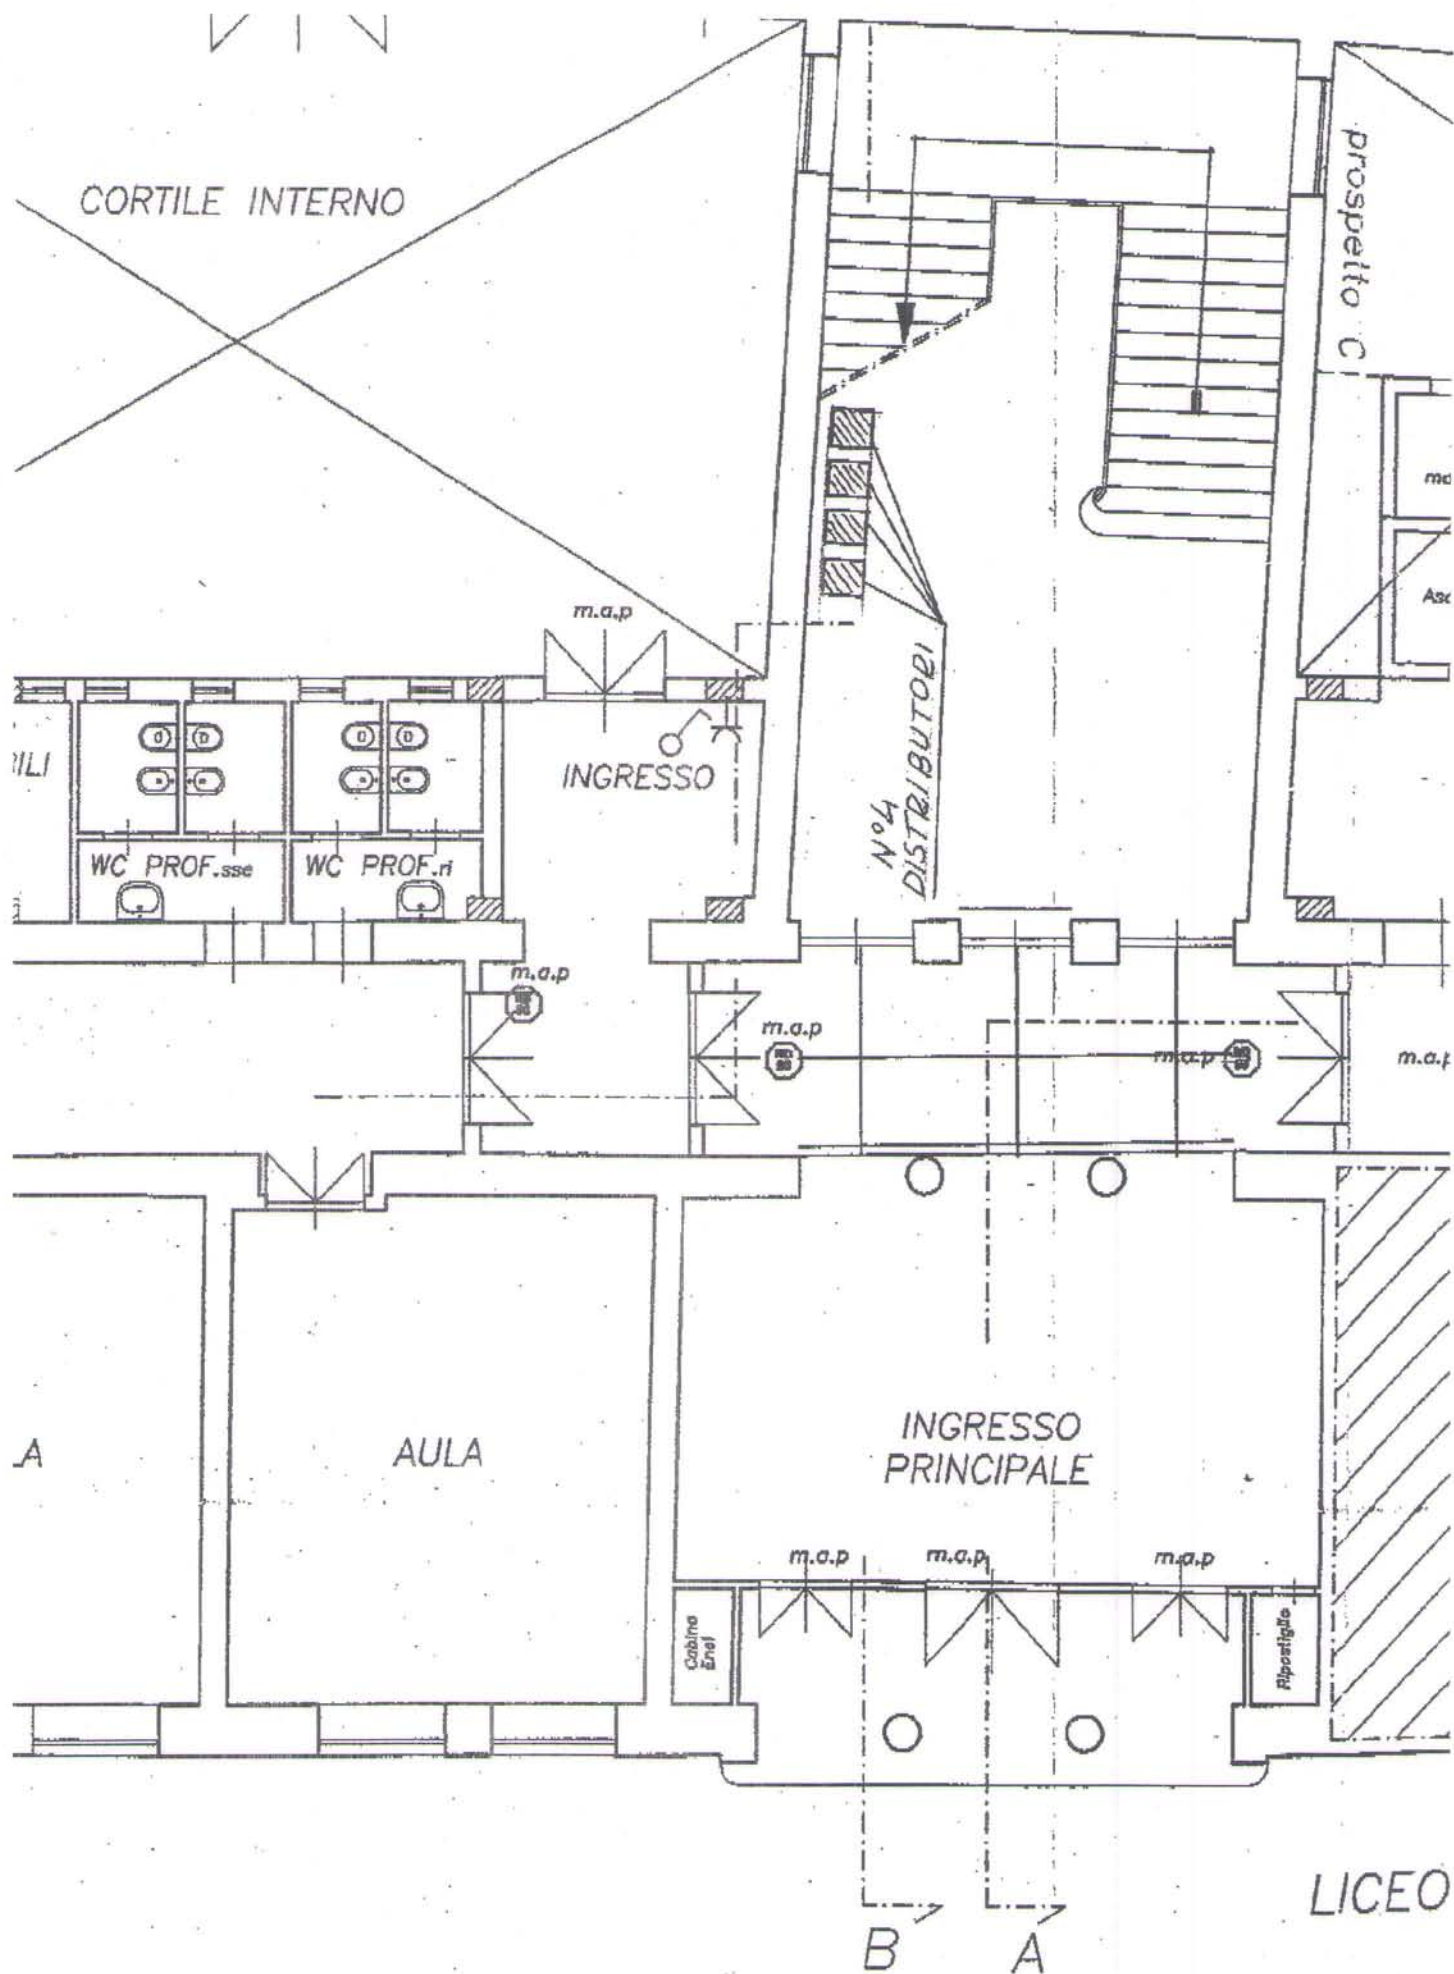 CORTILE INTERNO
prospetto C
m.a.p
N°4
DISTRIBUTORI
INGRESSO
WC PROF.sse
WC PROF.ri
m.a.p
m.a.p
m.a.p
m.a.p
AULA
INGRESSO
PRINCIPALE
m.a.p
m.a.p
m.a.p
Cabina
Enel
Ripostiglio
LICEO
B
A